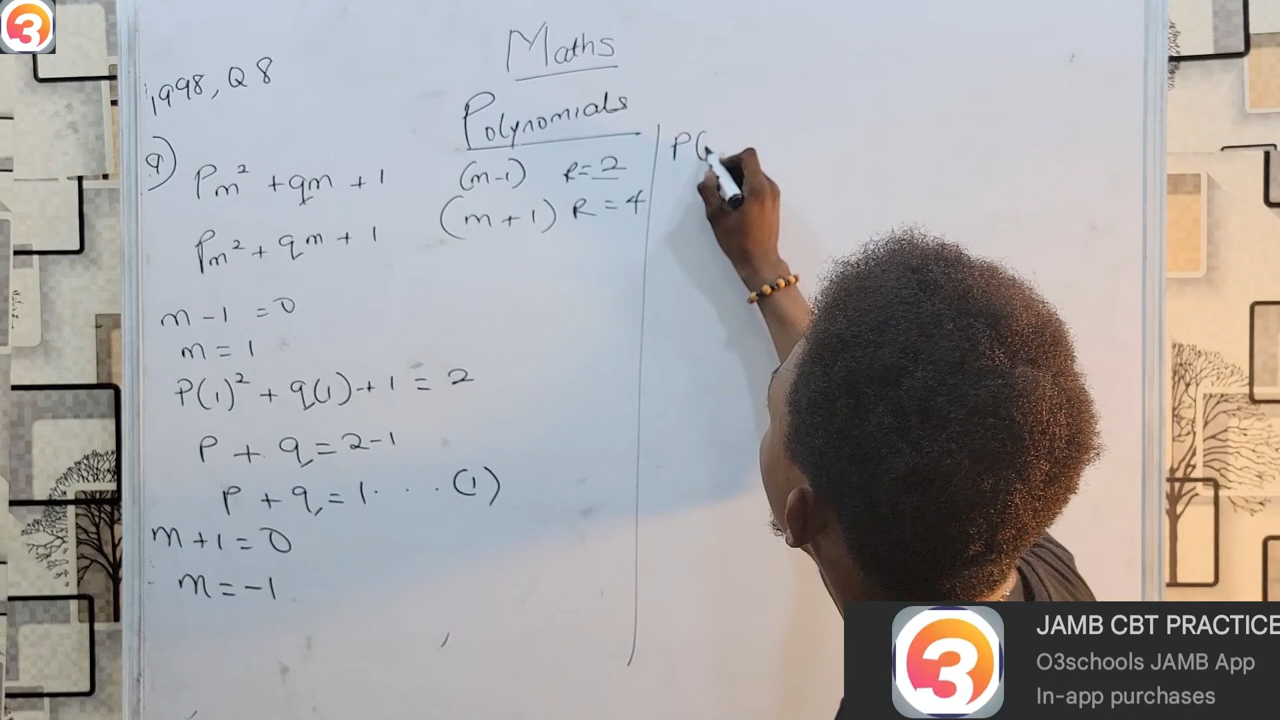 3
Maths
1998, Q8
Polynomials
9) Pm² + qm + 1 (m-1) R=2
Pm² + qm + 1 (m + 1) R = 4
m - 1 = 0
m = 1
P(1)² + q(1) + 1 = 2
P + q = 2-1
P + q = 1 . . . (1)
m + 1 = 0
m = -1
P(
3
JAMB CBT PRACTICE
O3schools JAMB App
In-app purchases